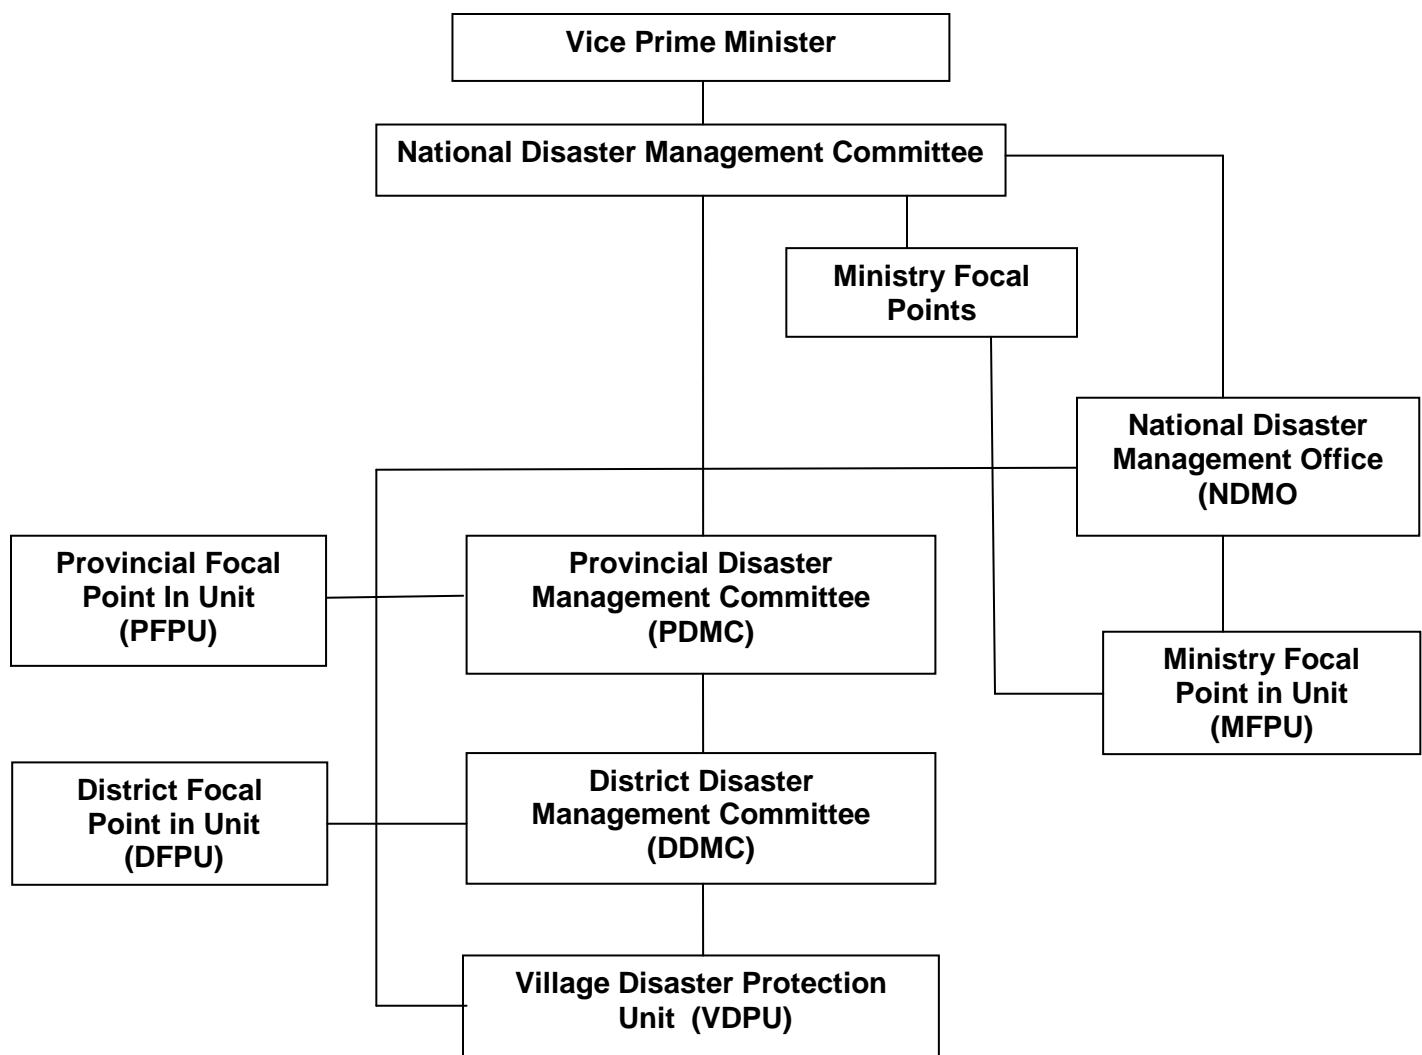 Vice Prime Minister
National Disaster Management Committee
Ministry Focal
Points
National Disaster
Management Office
(NDMO
Provincial Focal
Point In Unit
(PFPU)
Provincial Disaster
Management Committee
(PDMC)
Ministry Focal
Point in Unit
(MFPU)
District Focal
Point in Unit
(DFPU)
District Disaster
Management Committee
(DDMC)
Village Disaster Protection
Unit (VDPU)